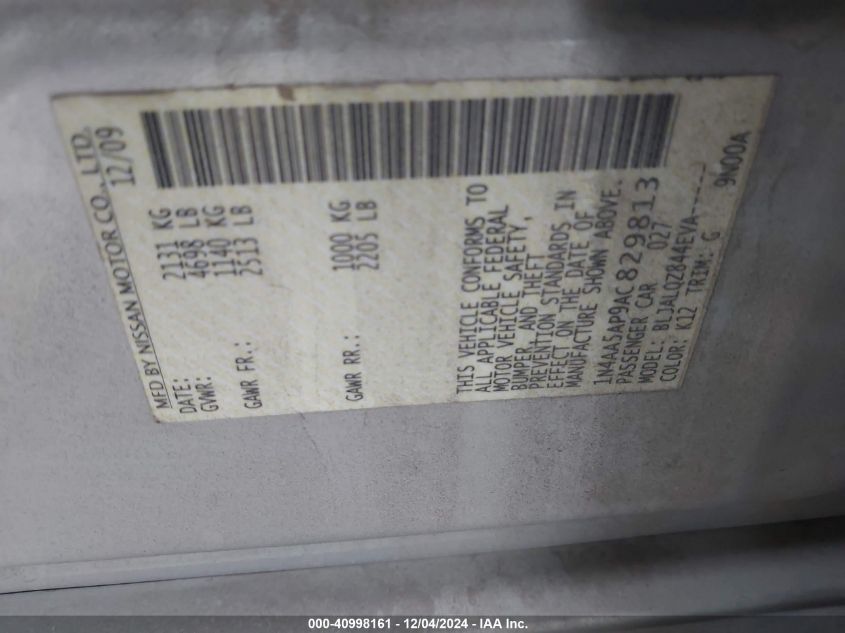 MFD BY NISSAN MOTOR CO., LTD.
DATE: 12/09
GVWR: 2131 KG
4698 LB
GAWR FR.: 1140 KG
2513 LB
GAWR RR.: 1000 KG
2205 LB
THIS VEHICLE CONFORMS TO
ALL APPLICABLE FEDERAL
MOTOR VEHICLE SAFETY,
BUMPER, AND THEFT
PREVENTION STANDARDS IN
EFFECT ON THE DATE OF
MANUFACTURE SHOWN ABOVE.
1N4AA5AP9AC829813
PASSENGER CAR 027
MODEL: BLJALQZ844EVA------
COLOR: K12 TRIM: G 9N00A
000-40998161 - 12/04/2024 - IAA Inc.